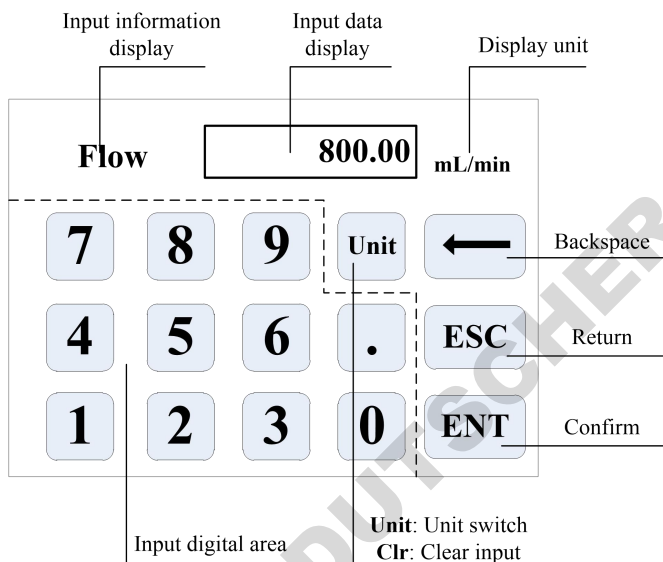 Input information
display
Input data
display
Display unit
Flow
800.00
mL/min
7
8
9
Unit
Backspace
4
5
6
.
ESC
Return
1
2
3
0
ENT
Confirm
Input digital area
Unit: Unit switch
Clr: Clear input
DUTSCHER